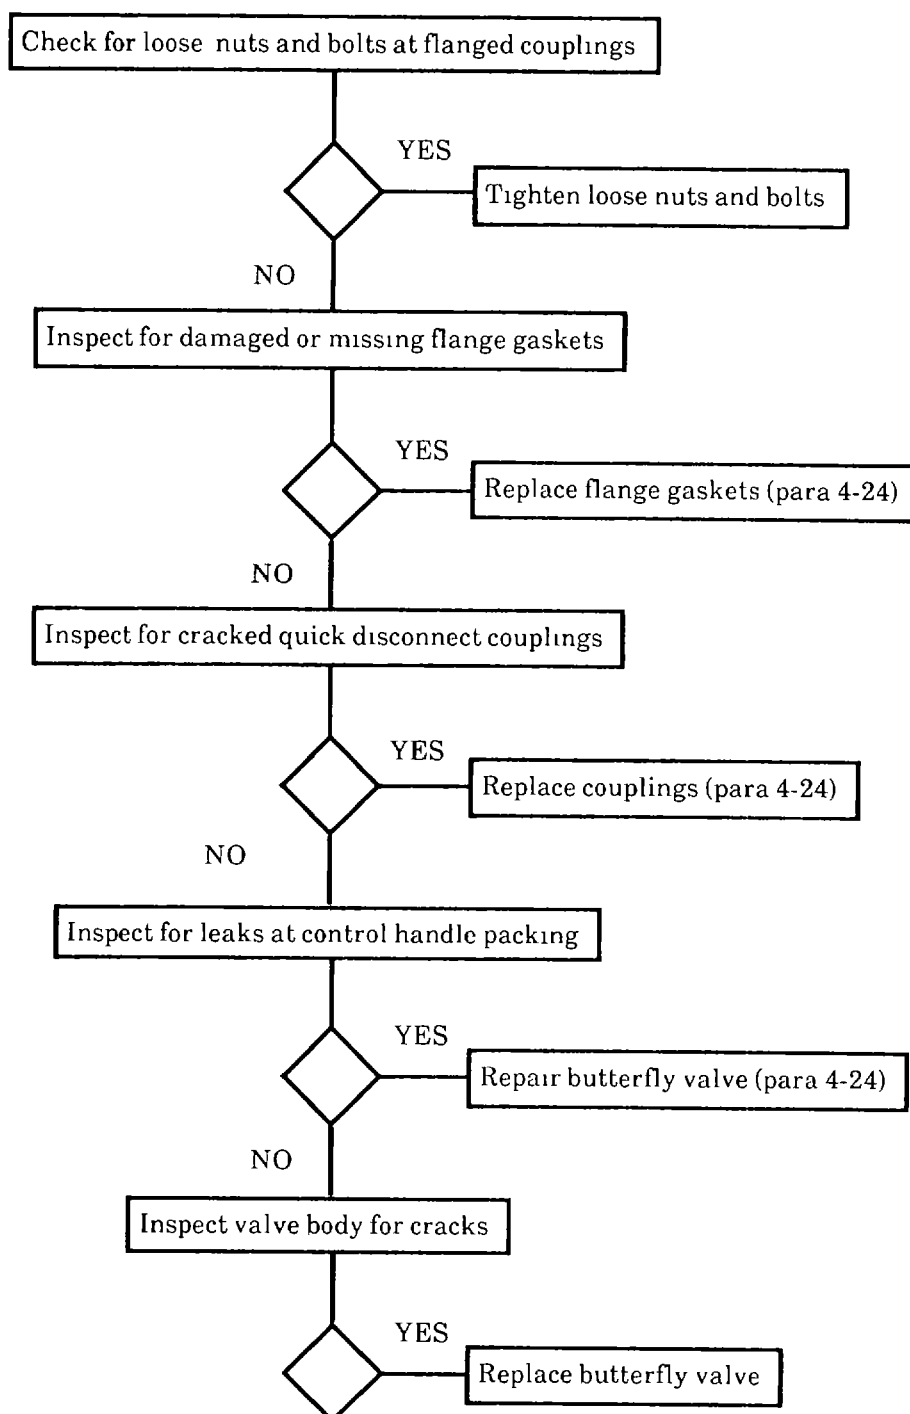 Check for loose nuts and bolts at flanged couplings
YES
Tighten loose nuts and bolts
NO
Inspect for damaged or missing flange gaskets
YES
Replace flange gaskets (para 4-24)
NO
Inspect for cracked quick disconnect couplings
YES
Replace couplings (para 4-24)
NO
Inspect for leaks at control handle packing
YES
Repair butterfly valve (para 4-24)
NO
Inspect valve body for cracks
YES
Replace butterfly valve